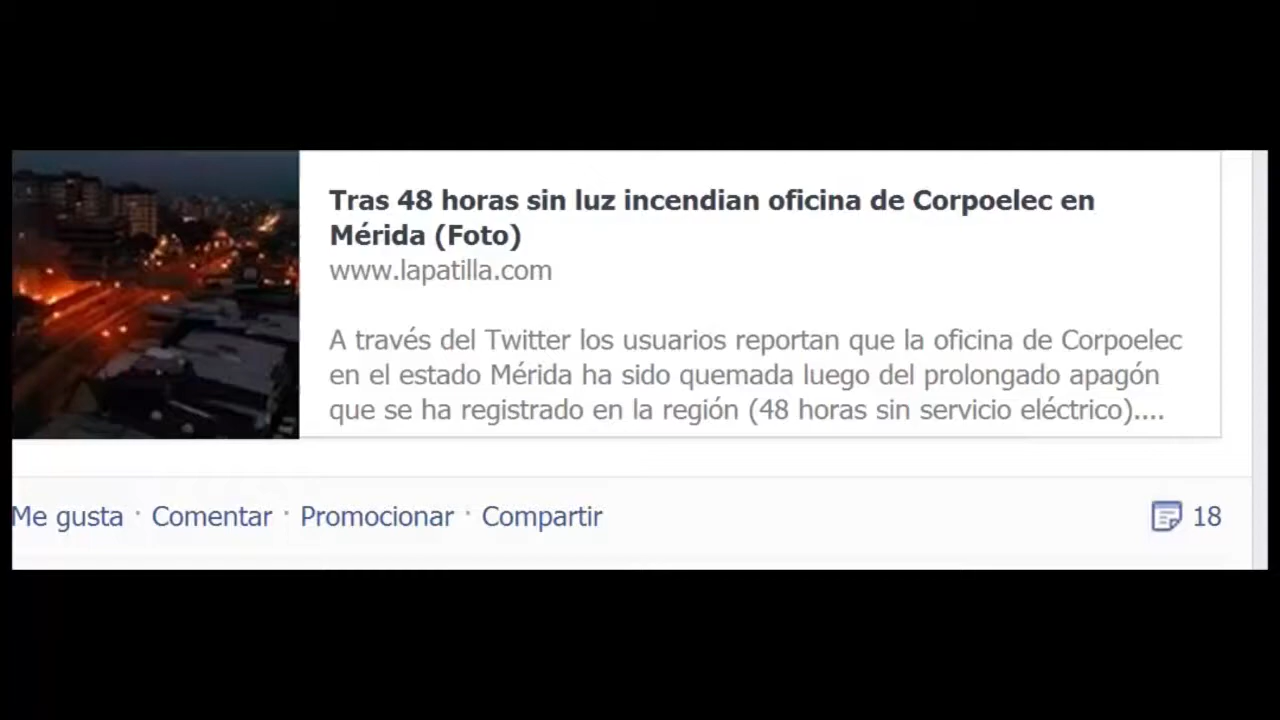 Tras 48 horas sin luz incendian oficina de Corpoelec en
Mérida (Foto)
www.lapatilla.com
A través del Twitter los usuarios reportan que la oficina de Corpoelec
en el estado Mérida ha sido quemada luego del prolongado apagón
que se ha registrado en la región (48 horas sin servicio eléctrico)....
Me gusta · Comentar · Promocionar · Compartir 18